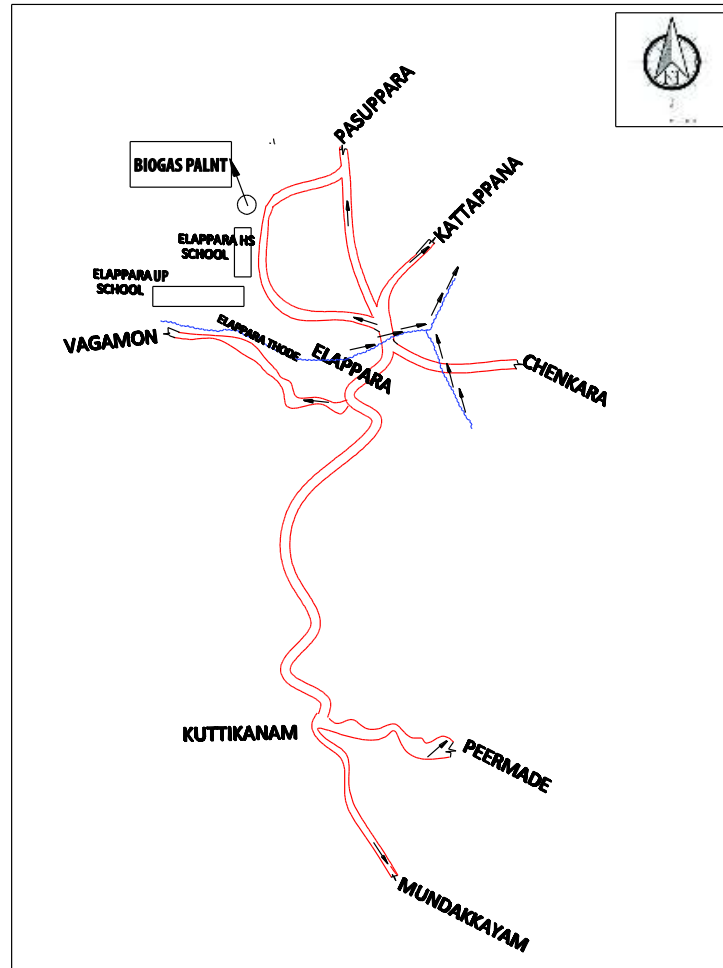 PASUPPARA
BIOGAS PALNT
KATTAPPANA
ELAPPARA HS
SCHOOL
ELAPPARA UP
SCHOOL
ELAPPARA THODE
VAGAMON
ELAPPARA
CHENKARA
KUTTIKANAM
PEERMADE
MUNDAKKAYAM